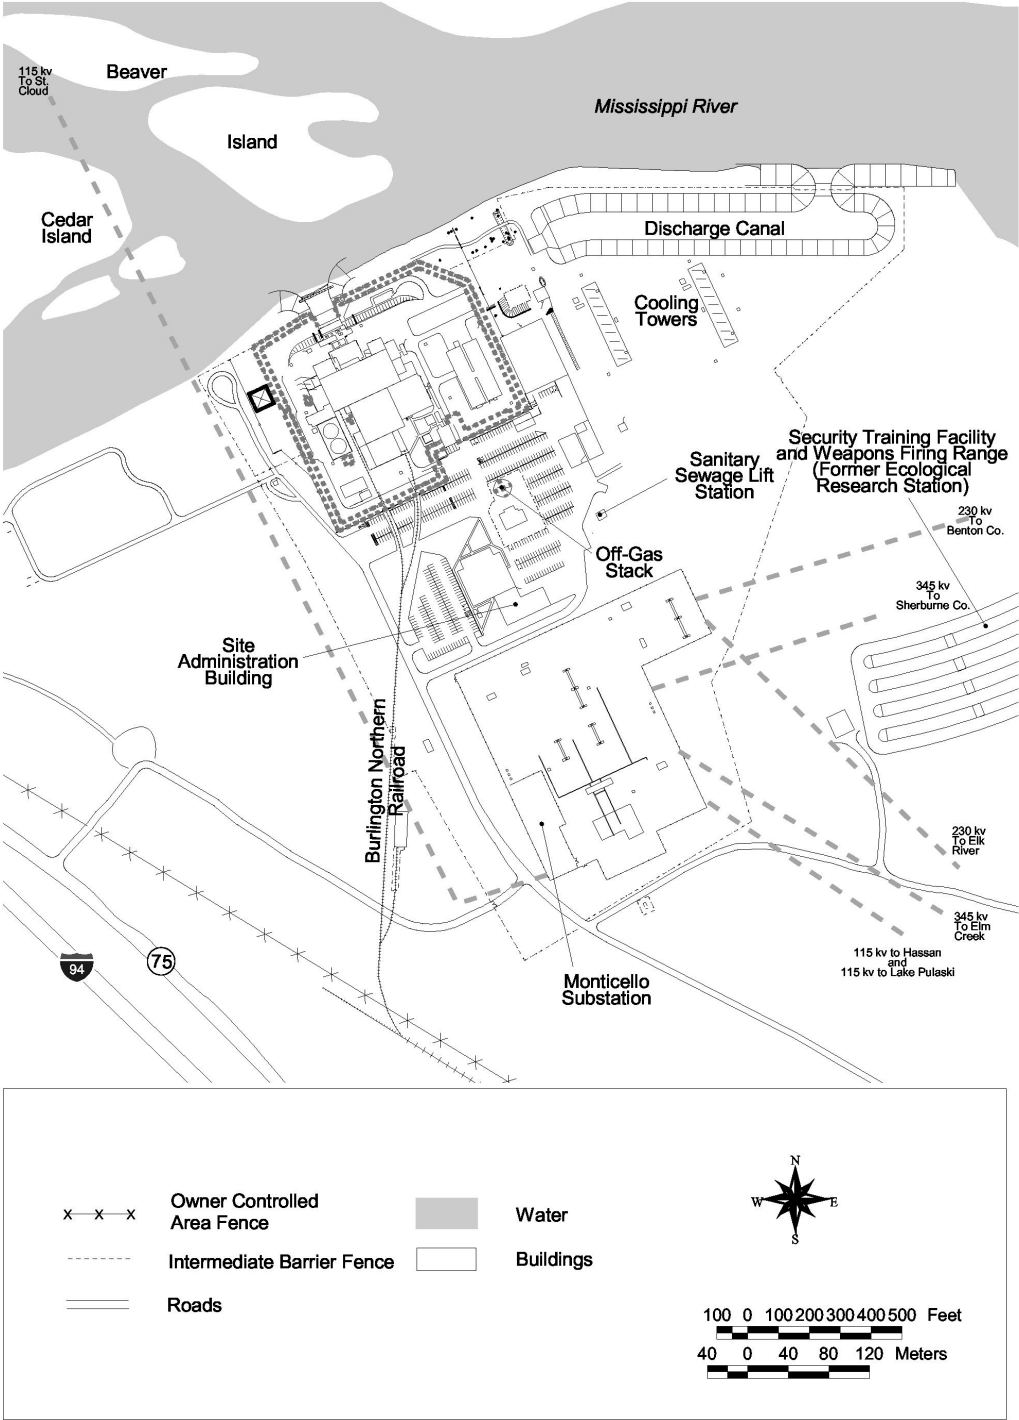 115 kv
To St.
Cloud
Beaver
Island
Mississippi River
Cedar
Island
Discharge Canal
Cooling
Towers
Security Training Facility
and Weapons Firing Range
(Former Ecological
Research Station)
Sanitary
Sewage Lift
Station
230 kv
To
Benton Co.
Off-Gas
Stack
345 kv
To
Sherburne Co.
Site
Administration
Building
Burlington Northern
Railroad
230 kv
To Elk
River
345 kv
To Elm
Creek
115 kv to Hassan
and
115 kv to Lake Pulaski
94
75
Monticello
Substation
X X X
Owner Controlled
Area Fence
Intermediate Barrier Fence
Roads
Water
Buildings
N
W E
S
100 0 100 200 300 400 500 Feet
40 0 40 80 120 Meters